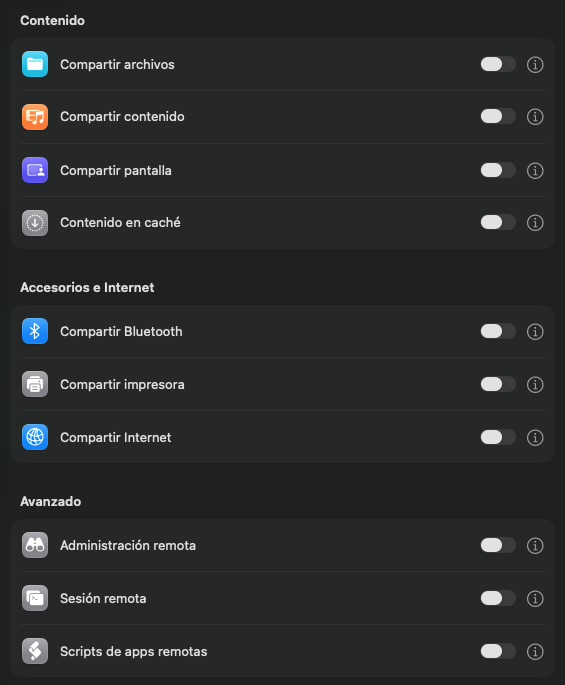 Contenido
Compartir archivos
Compartir contenido
Compartir pantalla
Contenido en caché
Accesorios e Internet
Compartir Bluetooth
Compartir impresora
Compartir Internet
Avanzado
Administración remota
Sesión remota
Scripts de apps remotas